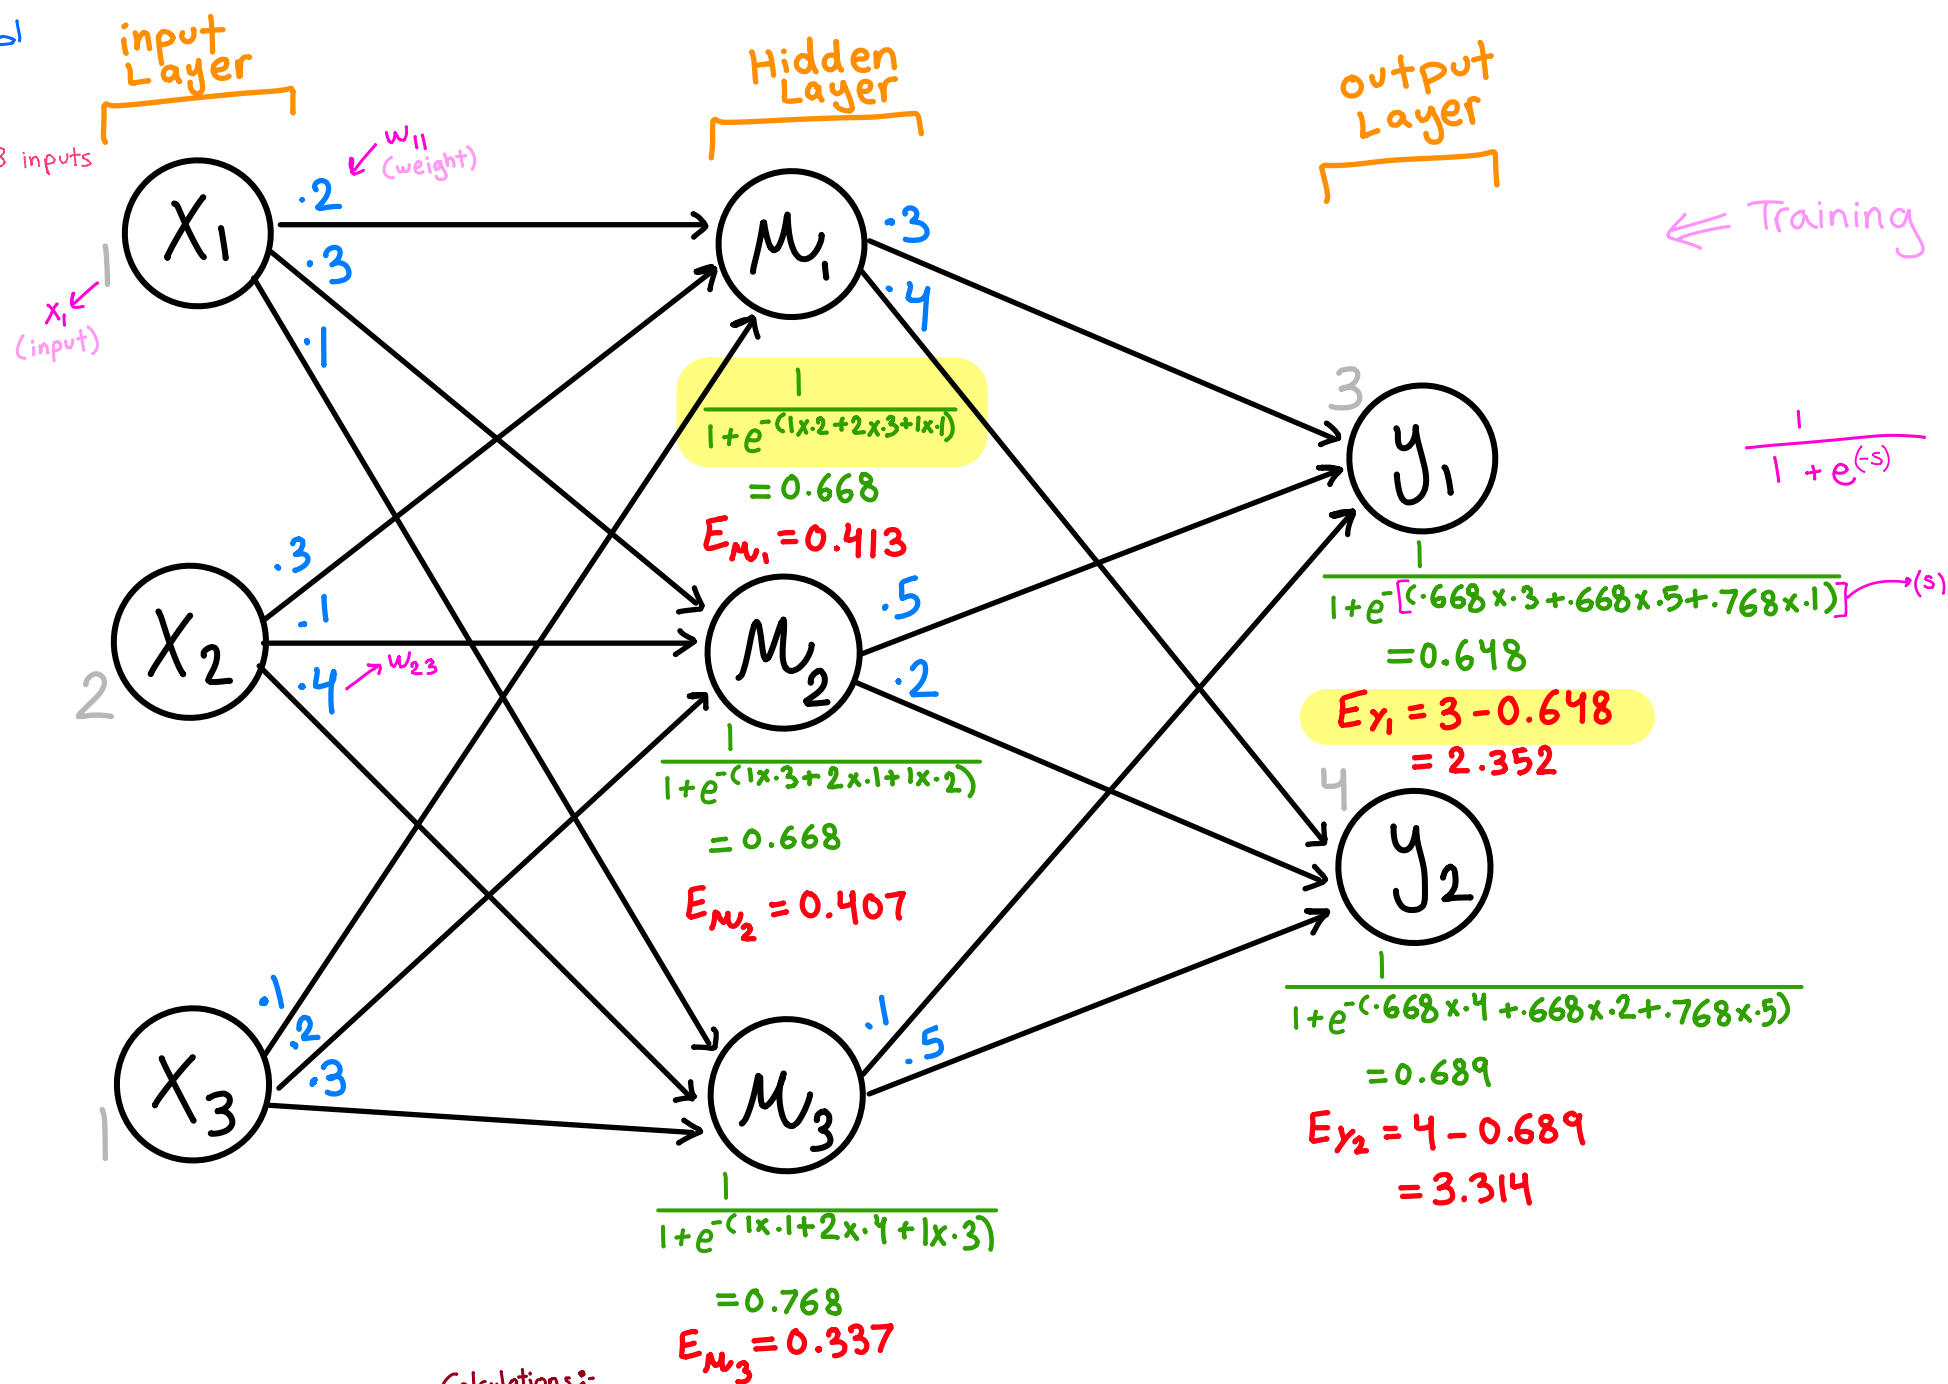 input
Layer
Hidden
Layer
output
Layer
3 inputs
w11
(weight)
X1
1
x1
(input)
.2
.3
.1
M1
.3
.4
Training
1
1+e^-(1x.2+2x.3+1x.1)
=0.668
EM1 =0.413
3
y1
1
1 + e^(-s)
1
1+e^-[(.668x.3+.668x.5+.768x.1)]
(s)
=0.648
Ey1 = 3-0.648
= 2.352
X2
2
.3
.1
.4
w23
M2
.5
.2
1
1+e^-(1x.3+2x.1+1x.2)
=0.668
EM2 =0.407
4
y2
1
1+e^-(.668x.4+.668x.2+.768x.5)
=0.689
Ey2 = 4-0.689
=3.314
X3
1
.1
.2
.3
M3
.1
.5
1
1+e^-(1x.1+2x.4+1x.3)
=0.768
EM3 =0.337
Calculations:-